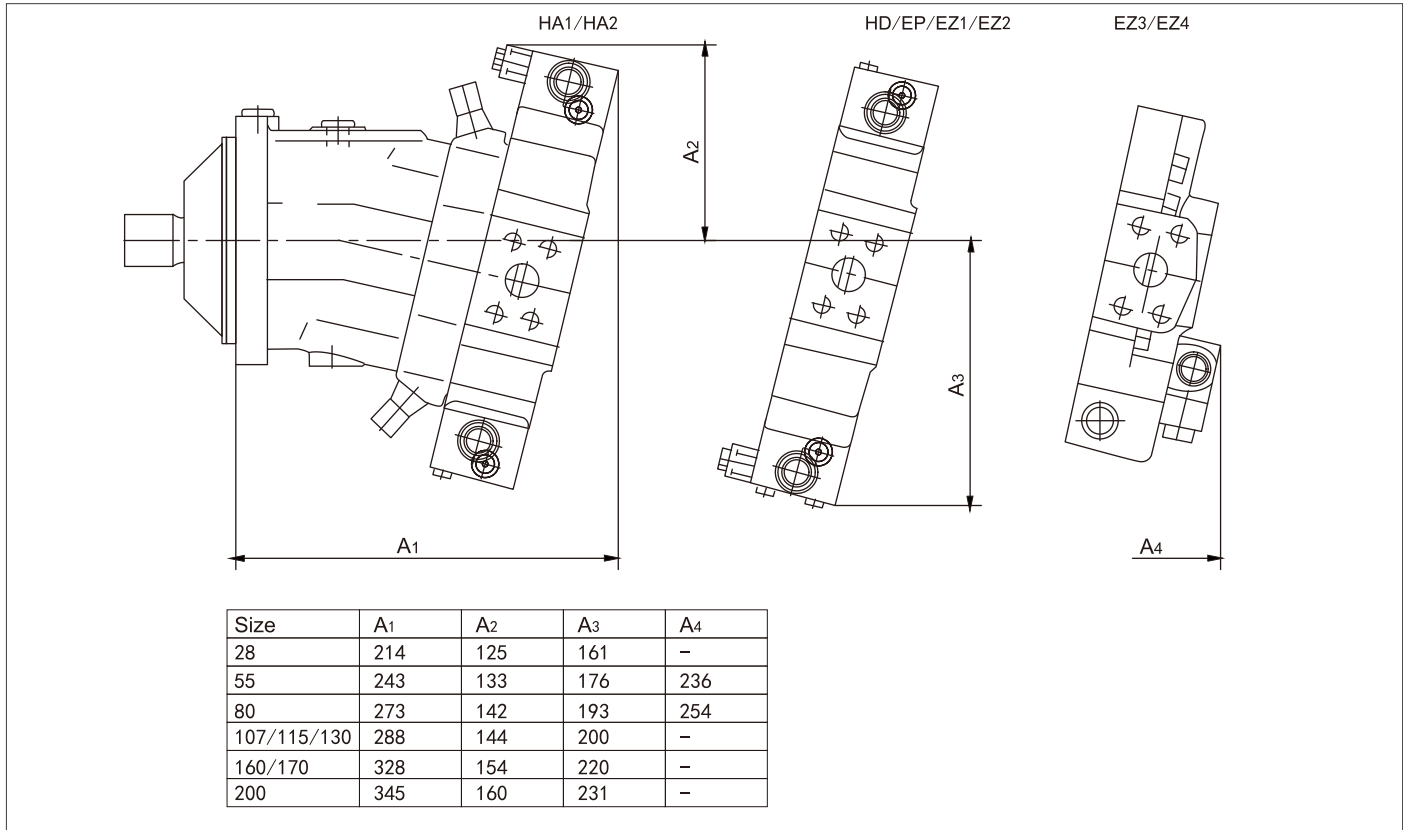 HA1/HA2 HD/EP/EZ1/EZ2 EZ3/EZ4
A2
A3
A1 A4
Size A1 A2 A3 A4
28 214 125 161 –
55 243 133 176 236
80 273 142 193 254
107/115/130 288 144 200 –
160/170 328 154 220 –
200 345 160 231 –